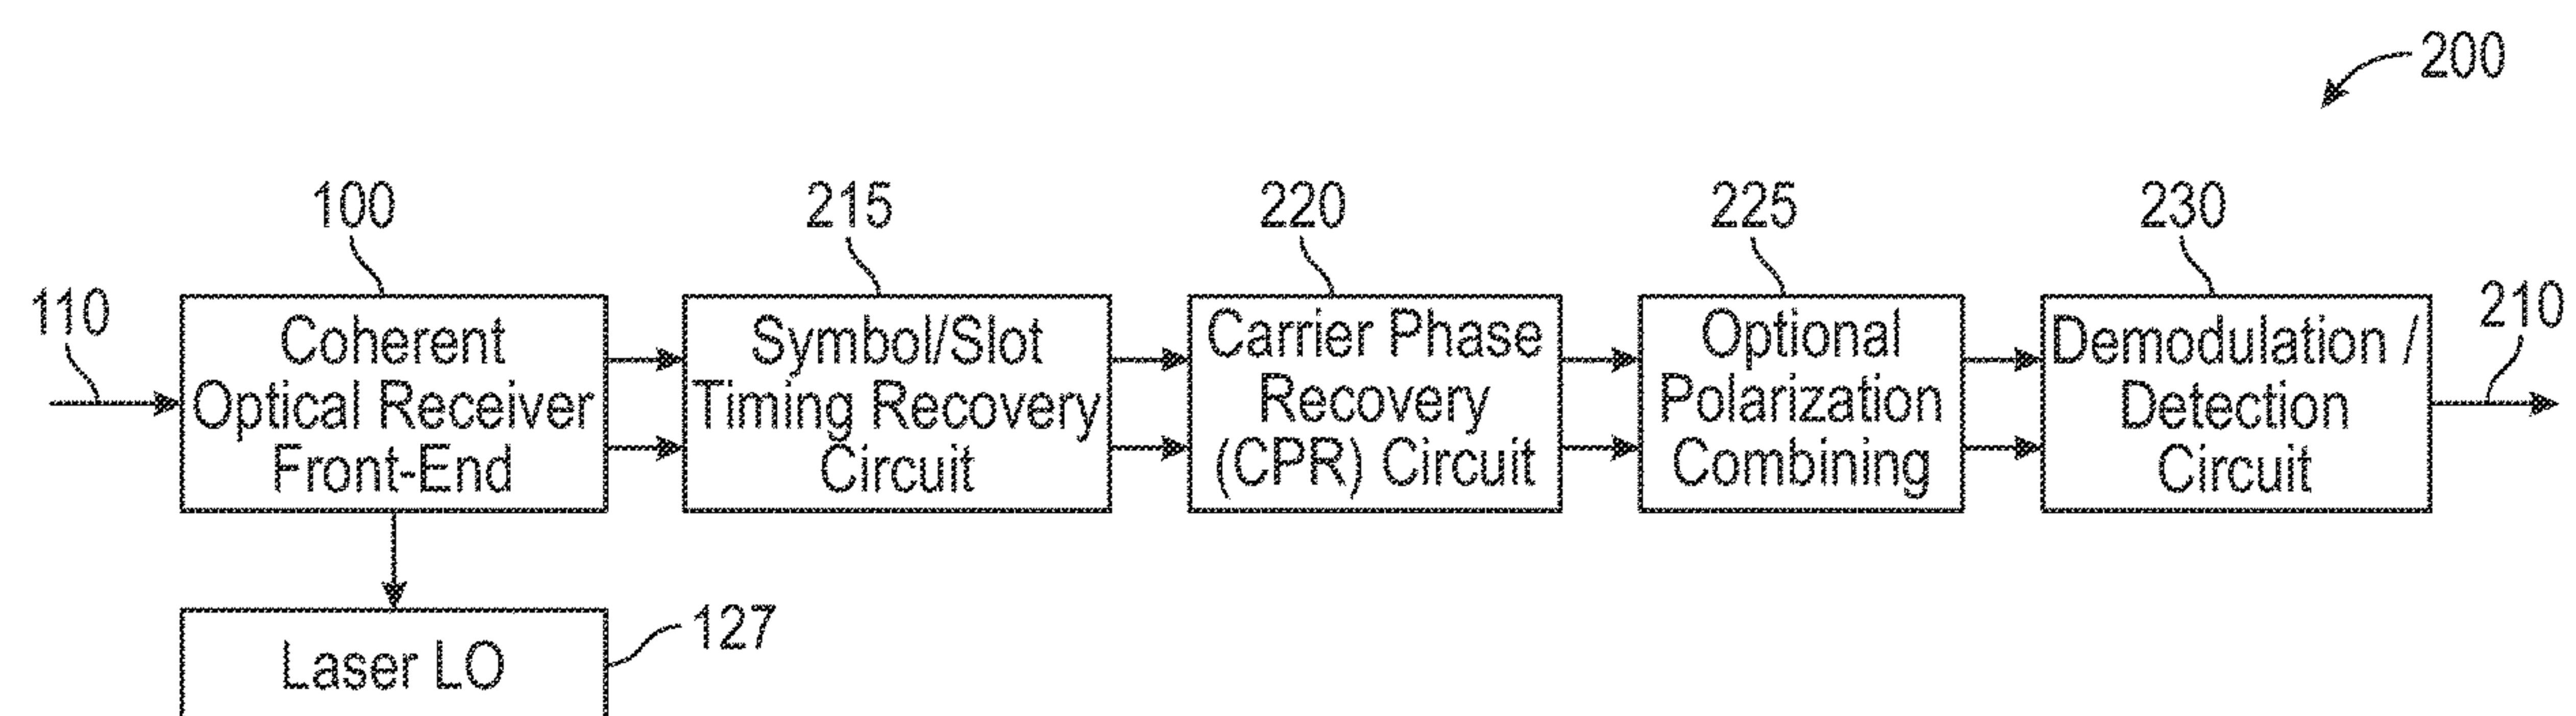 200
100
215
220
225
230
110
210
Coherent
Optical Receiver
Front-End
Symbol/Slot
Timing Recovery
Circuit
Carrier Phase
Recovery
(CPR) Circuit
Optional
Polarization
Combining
Demodulation /
Detection
Circuit
127
Laser LO